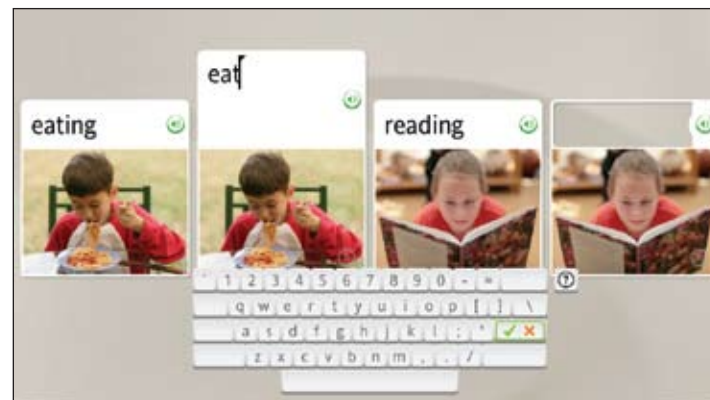 eating
eat
reading
` 1 2 3 4 5 6 7 8 9 0 - =
q w e r t y u i o p [ ] \
a s d f g h j k l ; '
z x c v b n m , . /
?